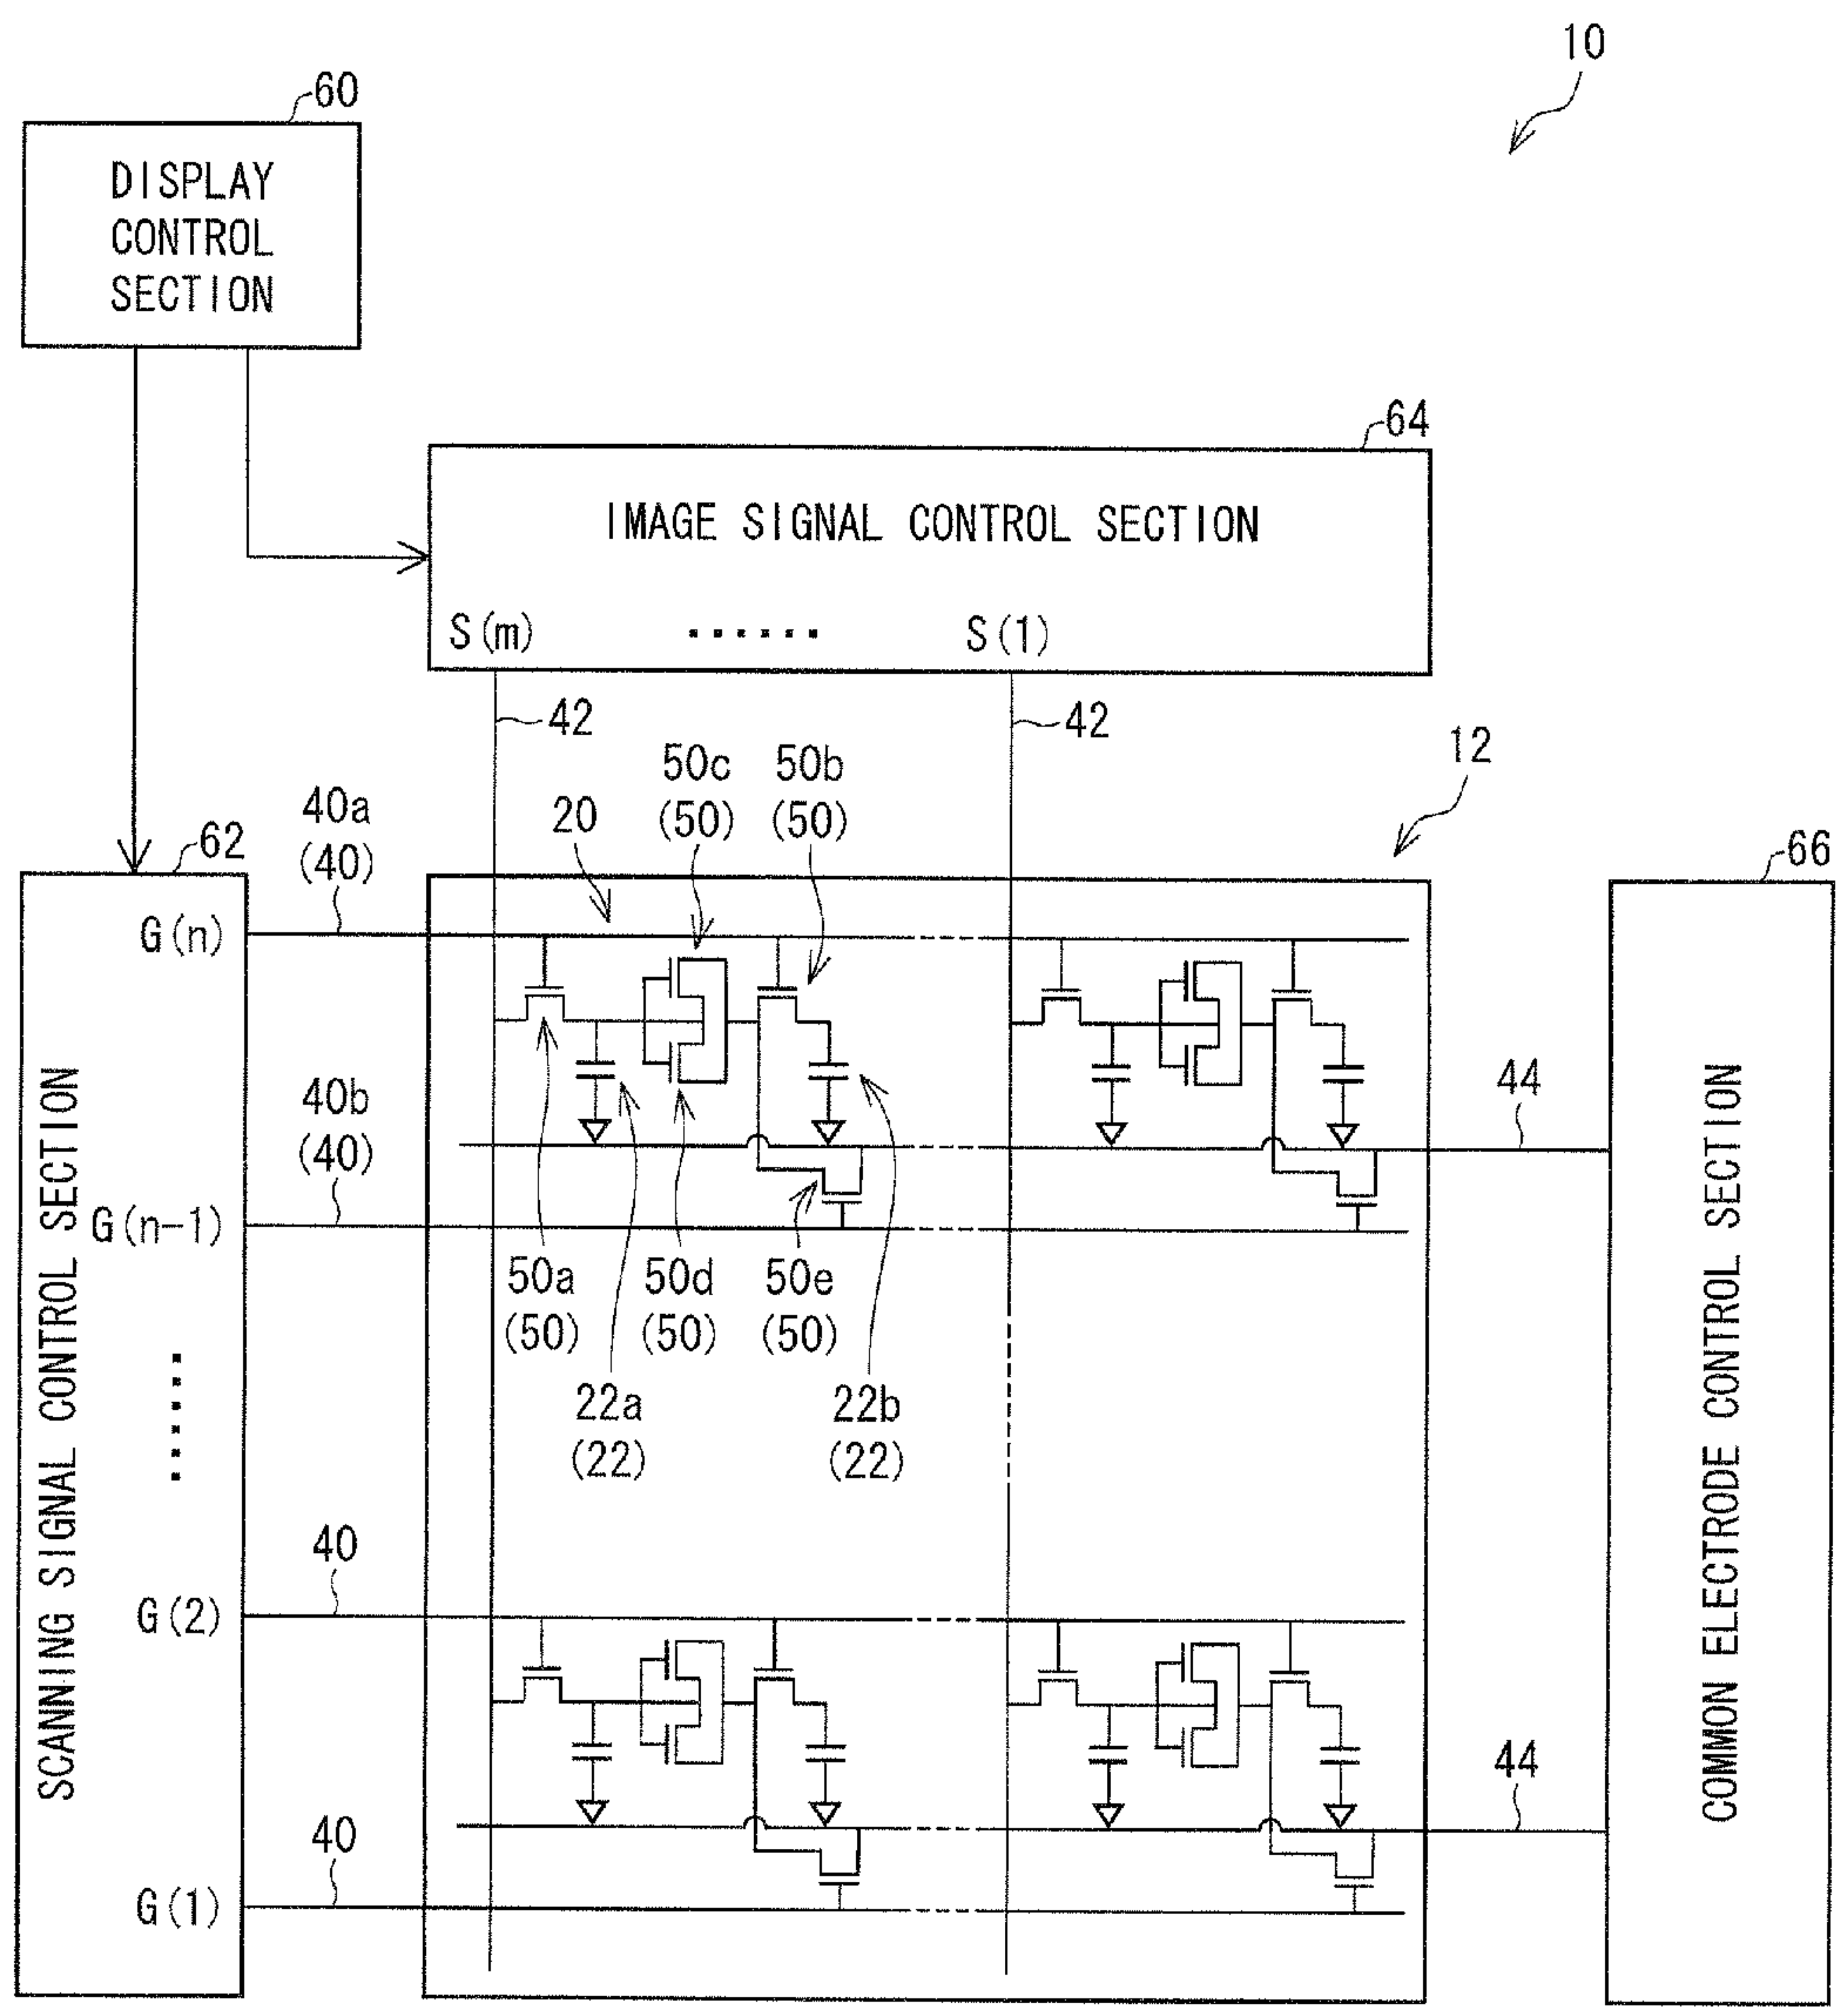 10
60
DISPLAY
CONTROL
SECTION
64
IMAGE SIGNAL CONTROL SECTION
S(m) ...... S(1)
42
42
12
50c
(50)
50b
(50)
20
40a
(40)
62
66
G(n)
40b
(40)
44
G(n-1)
50a
(50)
50d
(50)
50e
(50)
22a
(22)
22b
(22)
SCANNING SIGNAL CONTROL SECTION
......
COMMON ELECTRODE CONTROL SECTION
40
G(2)
44
40
G(1)